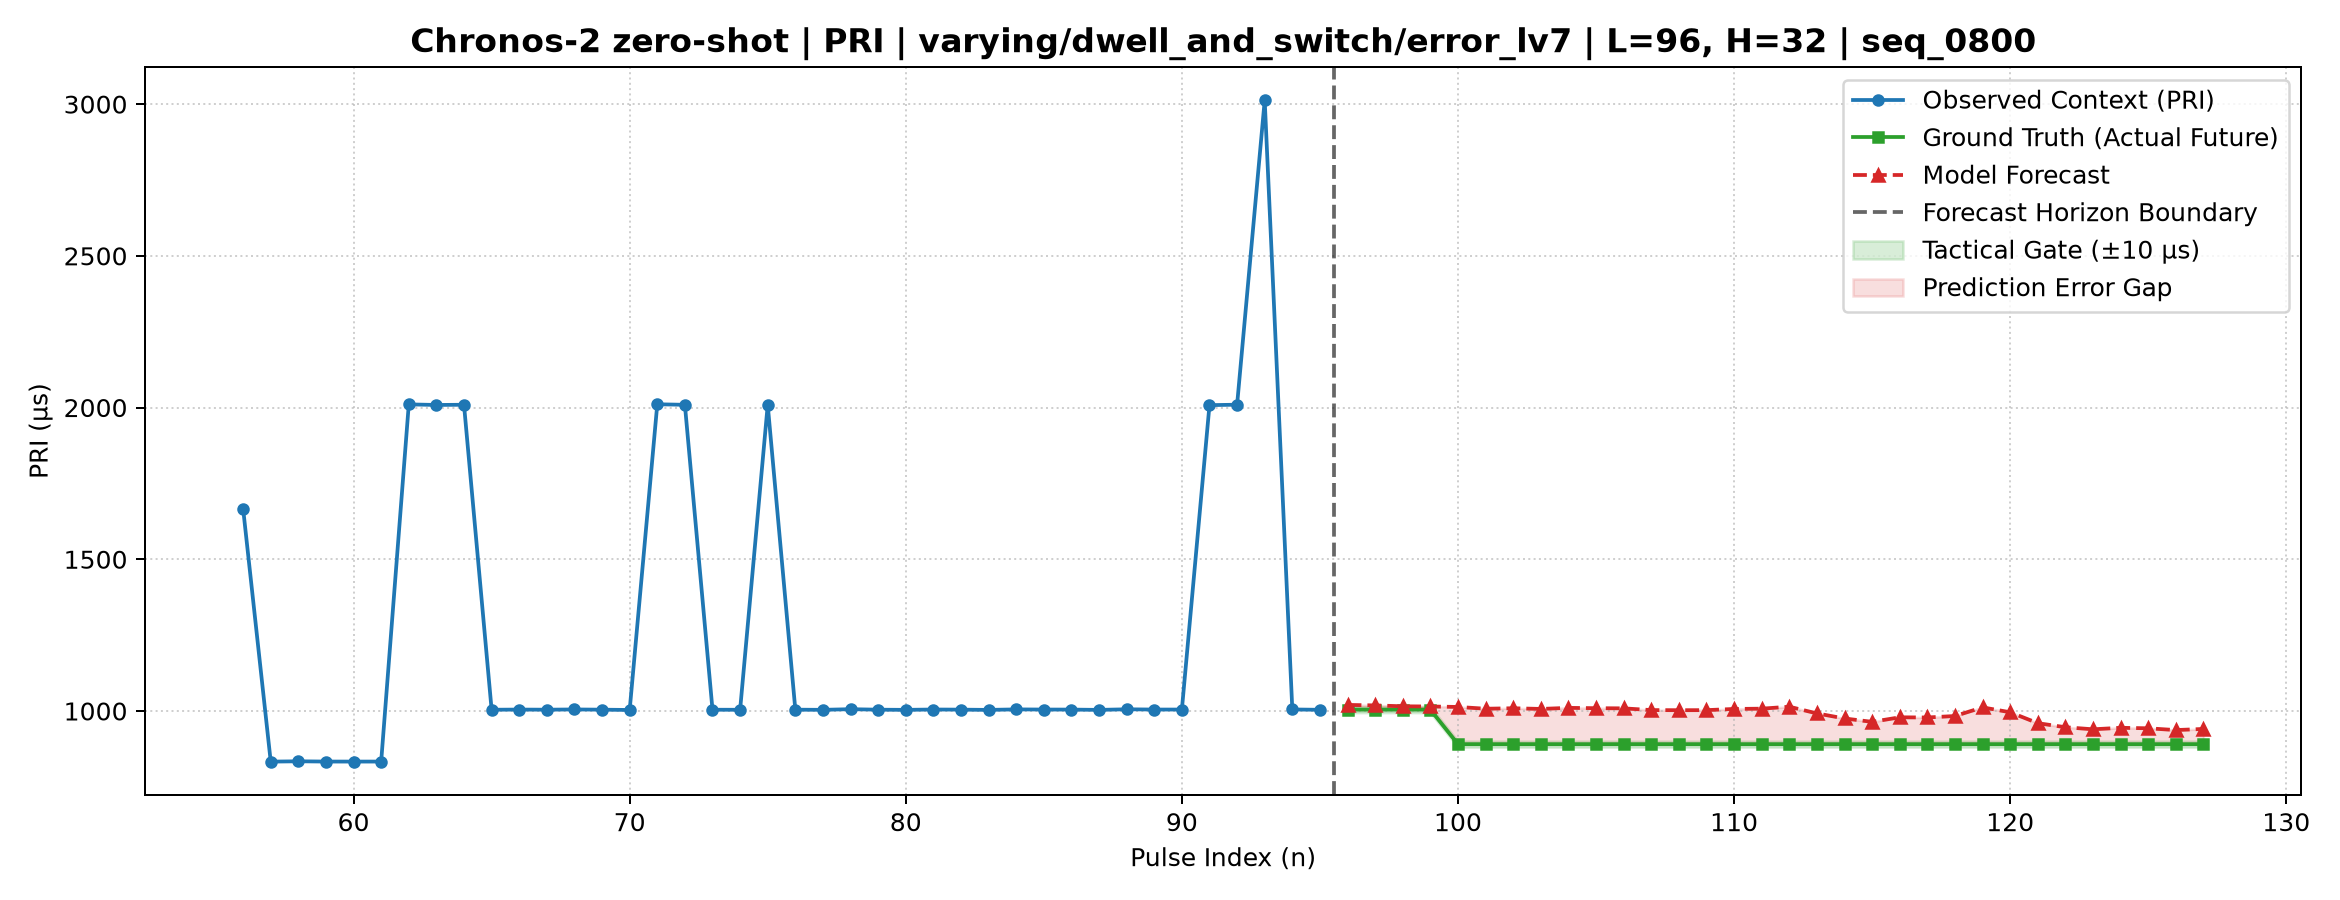 Chronos-2 zero-shot | PRI | varying/dwell_and_switch/error_lv7 | L=96, H=32 | seq_0800
Observed Context (PRI)
Ground Truth (Actual Future)
Model Forecast
Forecast Horizon Boundary
Tactical Gate (±10 µs)
Prediction Error Gap
PRI (µs)
3000
2500
2000
1500
1000
60 70 80 90 100 110 120 130
Pulse Index (n)